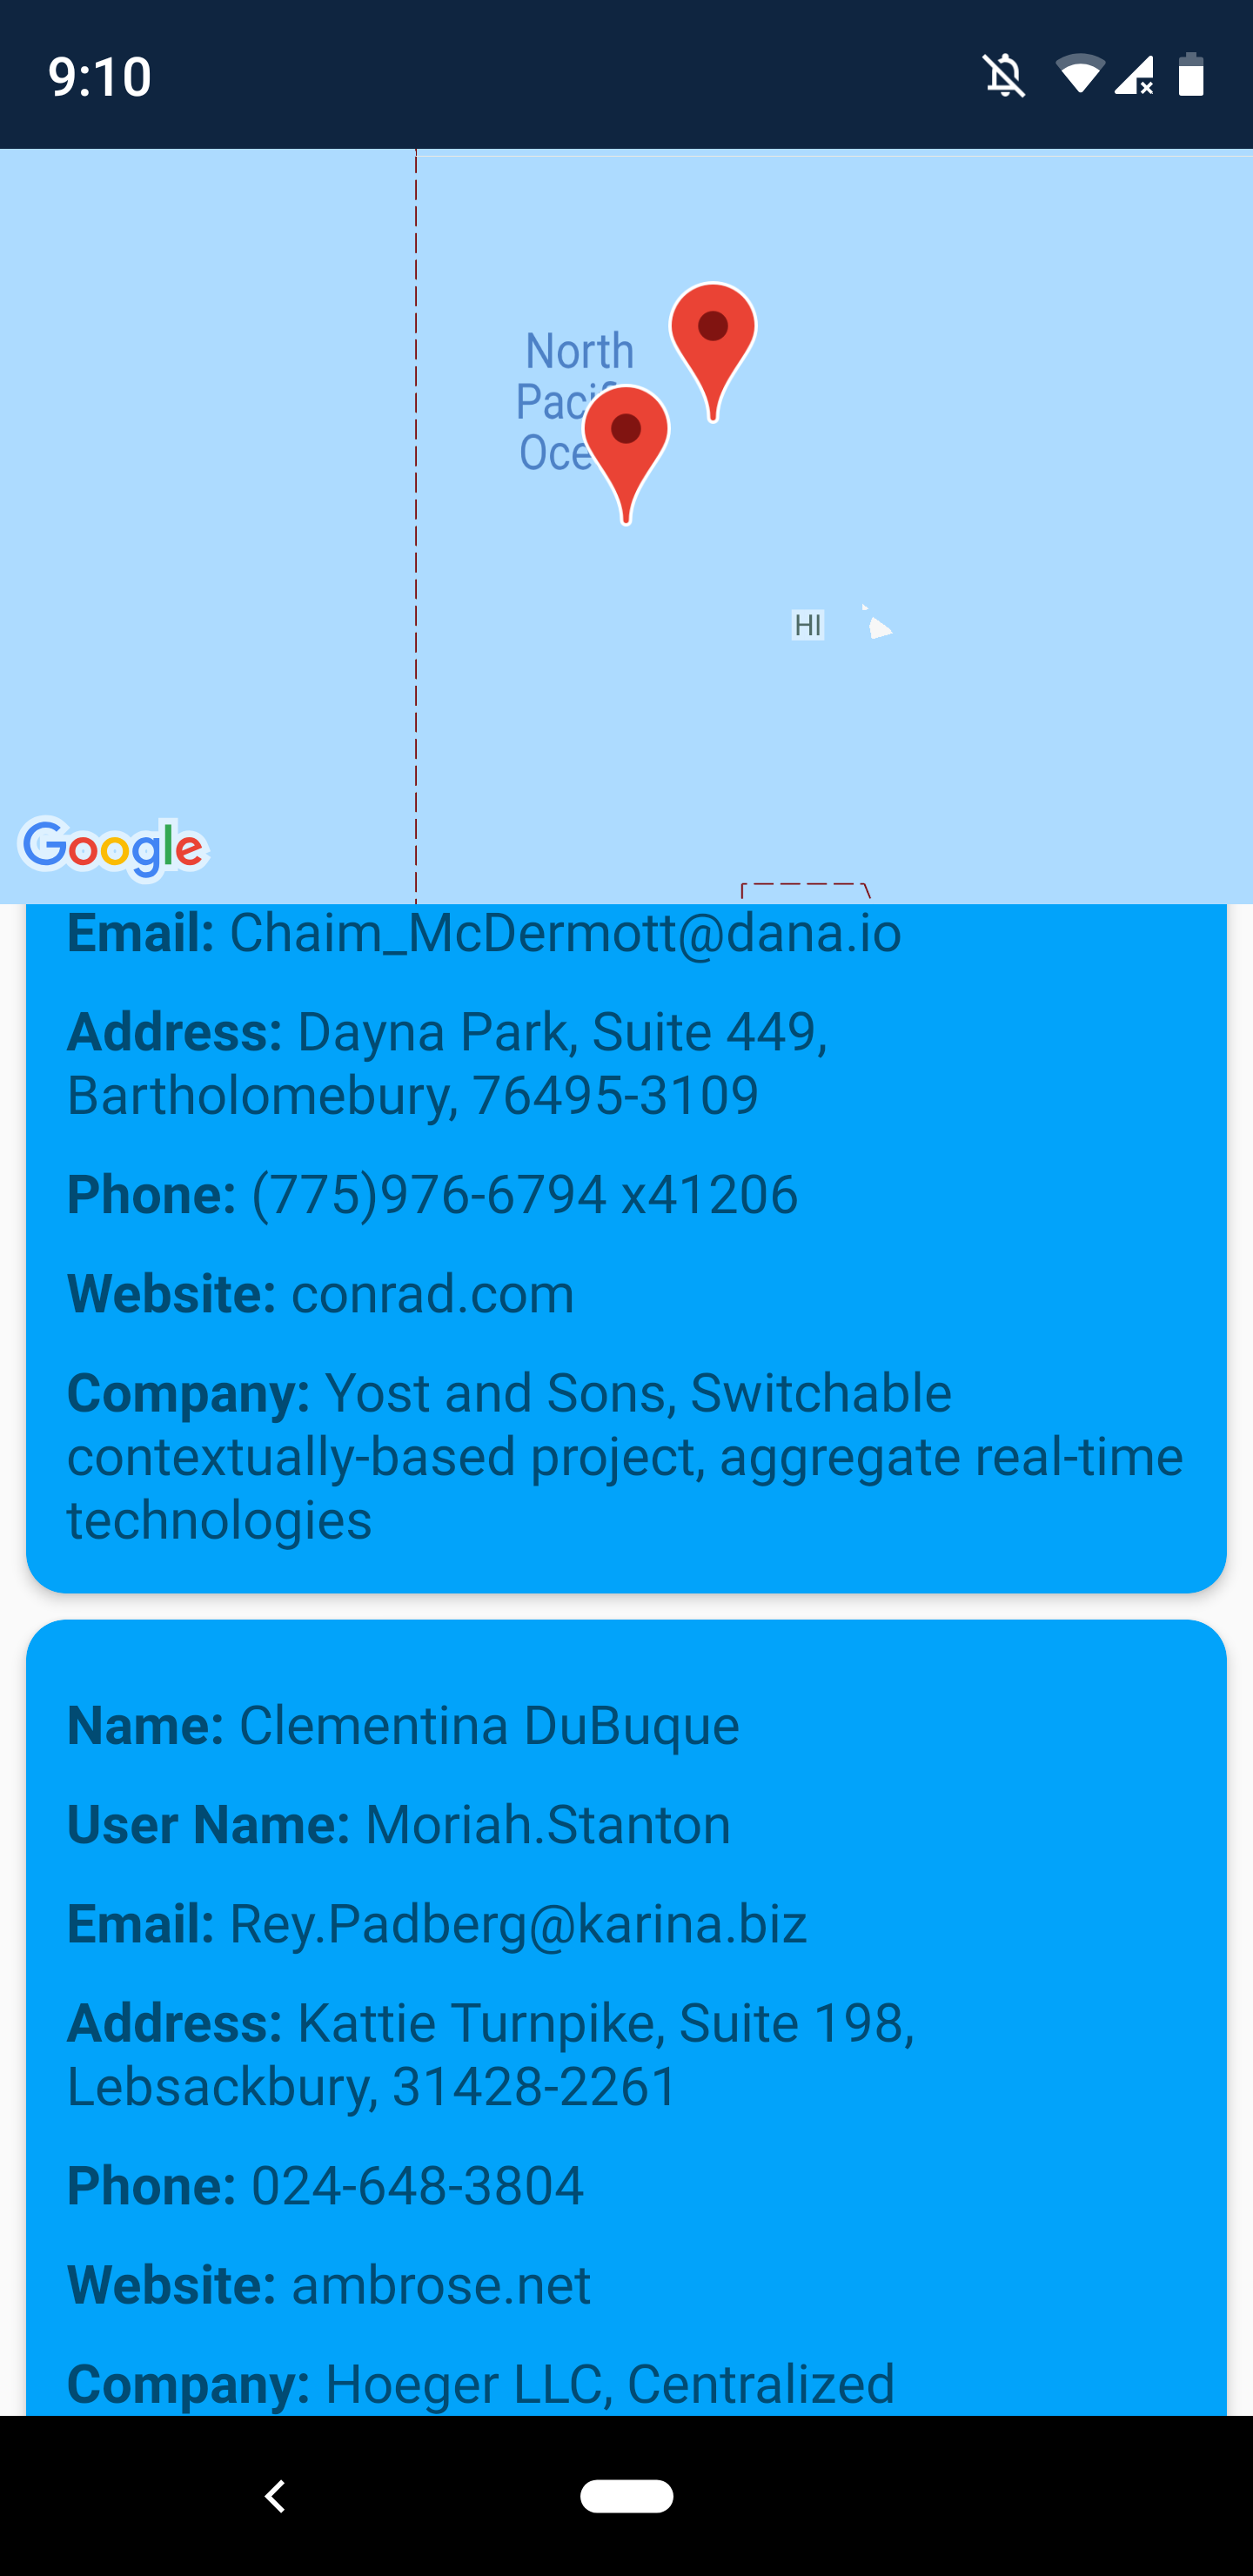 9:10
North
Paci
Oce
HI
Google
Email: Chaim_McDermott@dana.io
Address: Dayna Park, Suite 449,
Bartholomebury, 76495-3109
Phone: (775)976-6794 x41206
Website: conrad.com
Company: Yost and Sons, Switchable
contextually-based project, aggregate real-time
technologies
Name: Clementina DuBuque
User Name: Moriah.Stanton
Email: Rey.Padberg@karina.biz
Address: Kattie Turnpike, Suite 198,
Lebsackbury, 31428-2261
Phone: 024-648-3804
Website: ambrose.net
Company: Hoeger LLC, Centralized